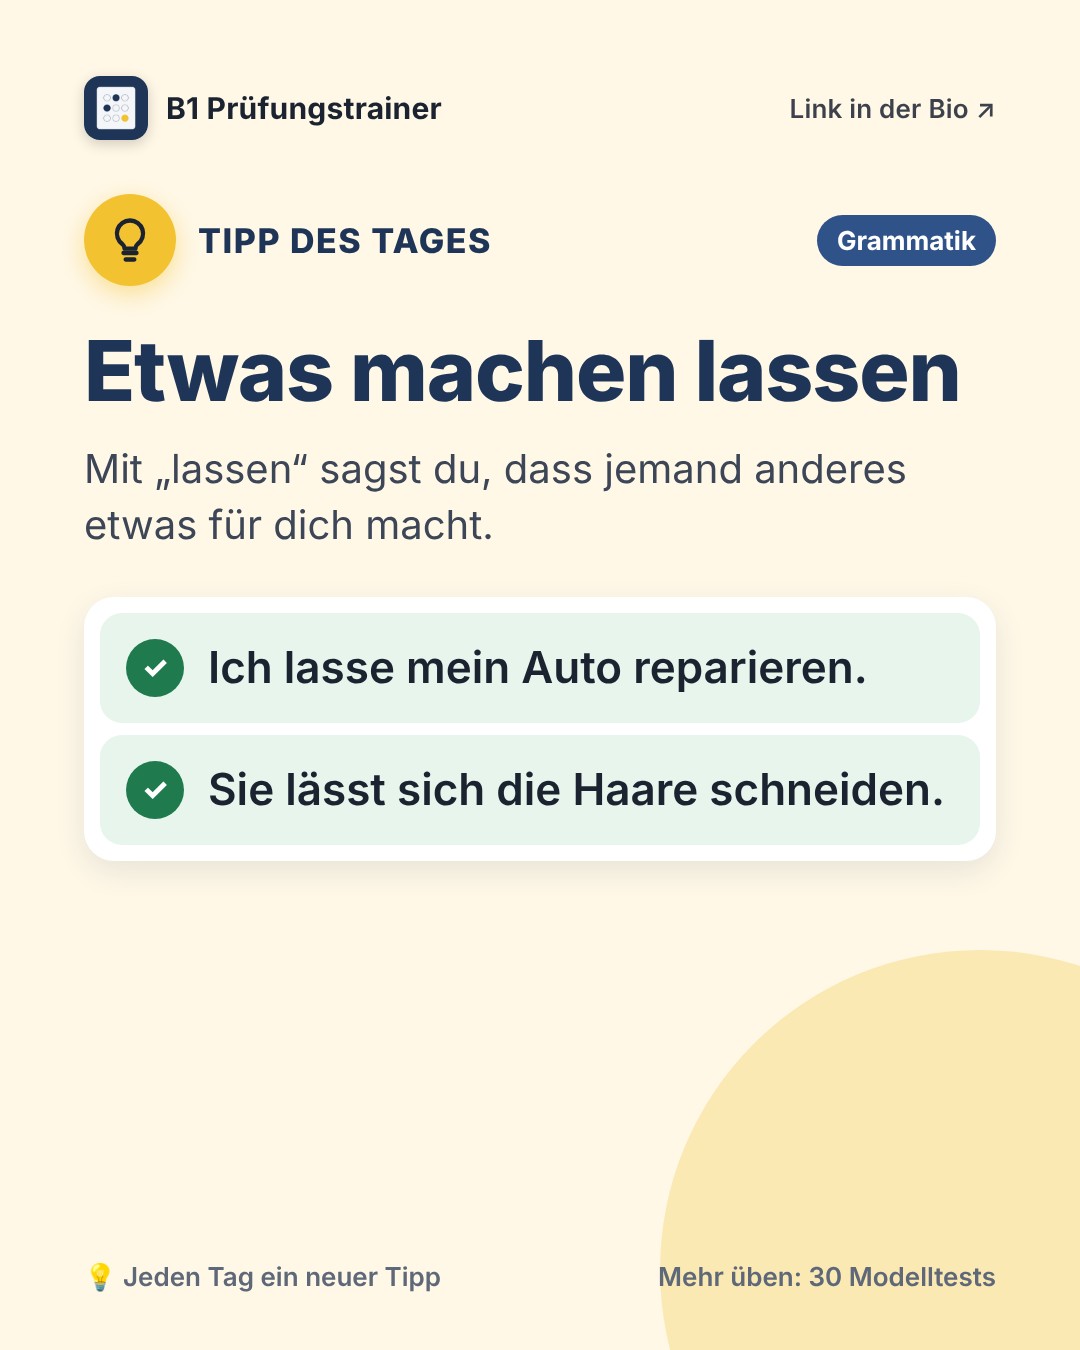 B1 Prüfungstrainer
Link in der Bio ↗
TIPP DES TAGES
Grammatik
Etwas machen lassen
Mit „lassen“ sagst du, dass jemand anderes
etwas für dich macht.
Ich lasse mein Auto reparieren.
Sie lässt sich die Haare schneiden.
💡 Jeden Tag ein neuer Tipp
Mehr üben: 30 Modelltests